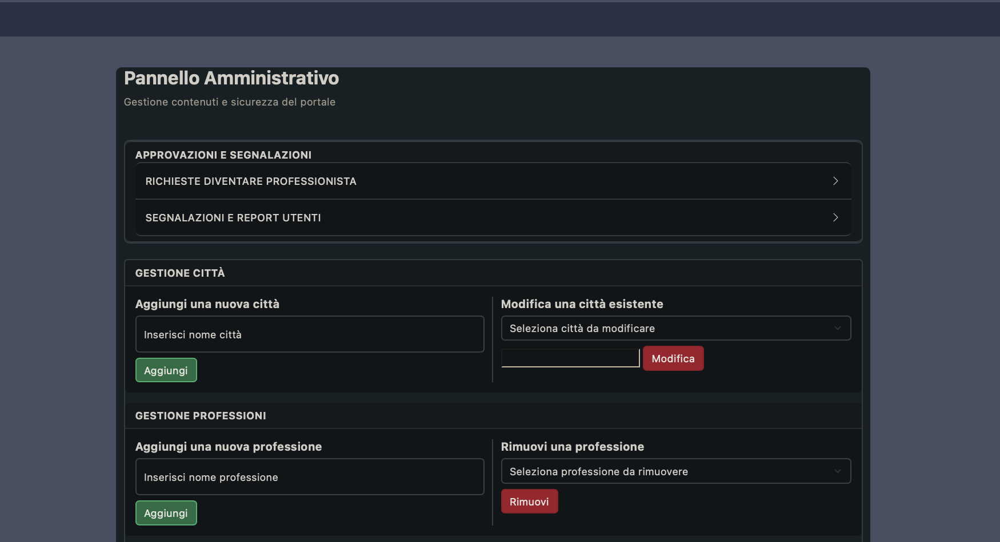 Pannello Amministrativo
Gestione contenuti e sicurezza del portale
APPROVAZIONI E SEGNALAZIONI
RICHIESTE DIVENTARE PROFESSIONISTA
SEGNALAZIONI E REPORT UTENTI
GESTIONE CITTÀ
Aggiungi una nuova città
Inserisci nome città
Aggiungi
Modifica una città esistente
Seleziona città da modificare
Modifica
GESTIONE PROFESSIONI
Aggiungi una nuova professione
Inserisci nome professione
Aggiungi
Rimuovi una professione
Seleziona professione da rimuovere
Rimuovi